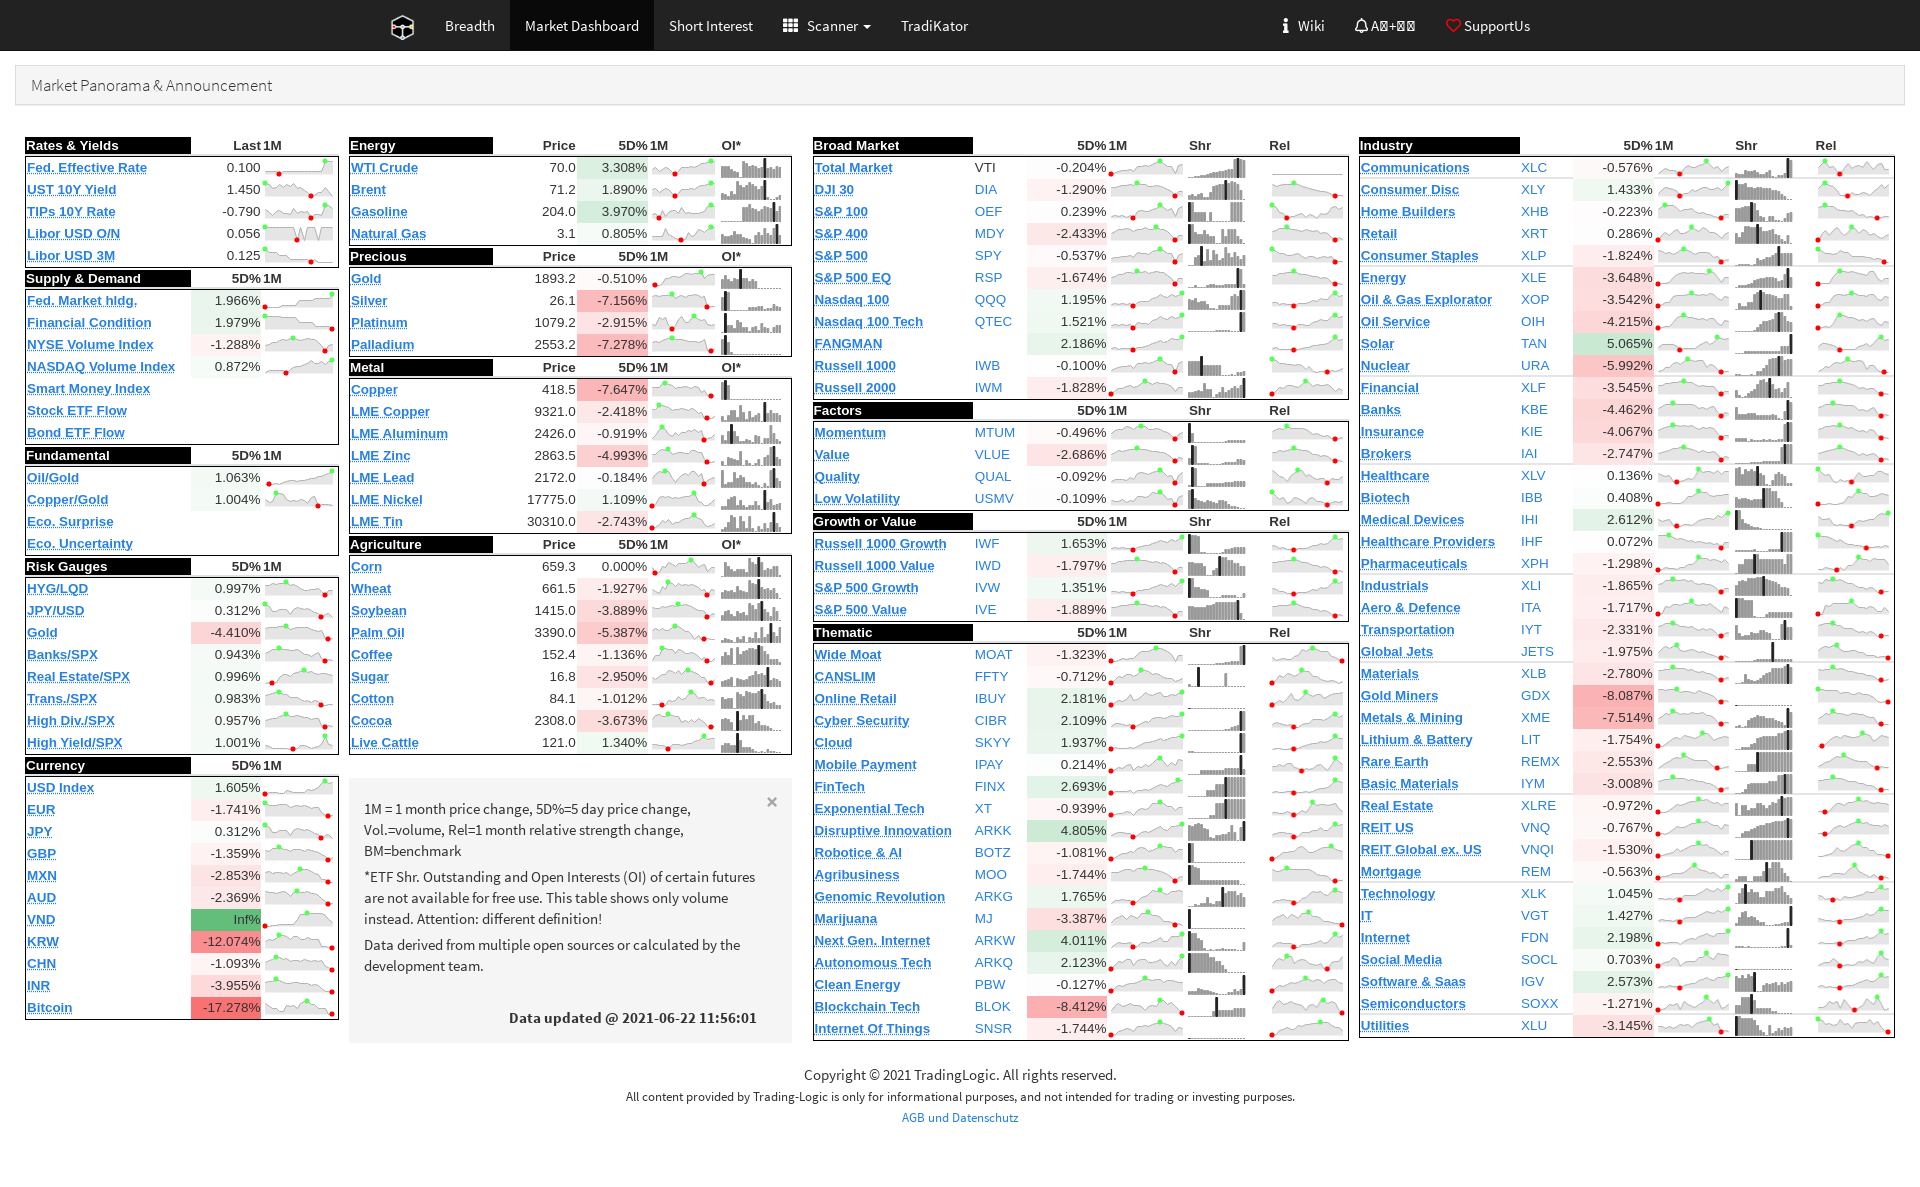 Breadth
Market Dashboard
Short Interest
Scanner
TradiKator
Wiki
SupportUs
Market Panorama & Announcement
Rates & Yields Last 1M
Fed. Effective Rate 0.100
UST 10Y Yield 1.450
TIPs 10Y Rate -0.790
Libor USD O/N 0.056
Libor USD 3M 0.125
Supply & Demand 5D% 1M
Fed. Market hldg. 1.966%
Financial Condition 1.979%
NYSE Volume Index -1.288%
NASDAQ Volume Index 0.872%
Smart Money Index
Stock ETF Flow
Bond ETF Flow
Fundamental 5D% 1M
Oil/Gold 1.063%
Copper/Gold 1.004%
Eco. Surprise
Eco. Uncertainty
Risk Gauges 5D% 1M
HYG/LQD 0.997%
JPY/USD 0.312%
Gold -4.410%
Banks/SPX 0.943%
Real Estate/SPX 0.996%
Trans./SPX 0.983%
High Div./SPX 0.957%
High Yield/SPX 1.001%
Currency 5D% 1M
USD Index 1.605%
EUR -1.741%
JPY 0.312%
GBP -1.359%
MXN -2.853%
AUD -2.369%
VND Inf%
KRW -12.074%
CHN -1.093%
INR -3.955%
Bitcoin -17.278%
Energy Price 5D% 1M OI*
WTI Crude 70.0 3.308%
Brent 71.2 1.890%
Gasoline 204.0 3.970%
Natural Gas 3.1 0.805%
Precious Price 5D% 1M OI*
Gold 1893.2 -0.510%
Silver 26.1 -7.156%
Platinum 1079.2 -2.915%
Palladium 2553.2 -7.278%
Metal Price 5D% 1M OI*
Copper 418.5 -7.647%
LME Copper 9321.0 -2.418%
LME Aluminum 2426.0 -0.919%
LME Zinc 2863.5 -4.993%
LME Lead 2172.0 -0.184%
LME Nickel 17775.0 1.109%
LME Tin 30310.0 -2.743%
Agriculture Price 5D% 1M OI*
Corn 659.3 0.000%
Wheat 661.5 -1.927%
Soybean 1415.0 -3.889%
Palm Oil 3390.0 -5.387%
Coffee 152.4 -1.136%
Sugar 16.8 -2.950%
Cotton 84.1 -1.012%
Cocoa 2308.0 -3.673%
Live Cattle 121.0 1.340%
×
1M = 1 month price change, 5D%=5 day price change,
Vol.=volume, Rel=1 month relative strength change,
BM=benchmark
*ETF Shr. Outstanding and Open Interests (OI) of certain futures
are not available for free use. This table shows only volume
instead. Attention: different definition!
Data derived from multiple open sources or calculated by the
development team.
Data updated @ 2021-06-22 11:56:01
Broad Market 5D% 1M Shr Rel
Total Market VTI -0.204%
DJI 30 DIA -1.290%
S&P 100 OEF 0.239%
S&P 400 MDY -2.433%
S&P 500 SPY -0.537%
S&P 500 EQ RSP -1.674%
Nasdaq 100 QQQ 1.195%
Nasdaq 100 Tech QTEC 1.521%
FANGMAN 2.186%
Russell 1000 IWB -0.100%
Russell 2000 IWM -1.828%
Factors 5D% 1M Shr Rel
Momentum MTUM -0.496%
Value VLUE -2.686%
Quality QUAL -0.092%
Low Volatility USMV -0.109%
Growth or Value 5D% 1M Shr Rel
Russell 1000 Growth IWF 1.653%
Russell 1000 Value IWD -1.797%
S&P 500 Growth IVW 1.351%
S&P 500 Value IVE -1.889%
Thematic 5D% 1M Shr Rel
Wide Moat MOAT -1.323%
CANSLIM FFTY -0.712%
Online Retail IBUY 2.181%
Cyber Security CIBR 2.109%
Cloud SKYY 1.937%
Mobile Payment IPAY 0.214%
FinTech FINX 2.693%
Exponential Tech XT -0.939%
Disruptive Innovation ARKK 4.805%
Robotice & AI BOTZ -1.081%
Agribusiness MOO -1.744%
Genomic Revolution ARKG 1.765%
Marijuana MJ -3.387%
Next Gen. Internet ARKW 4.011%
Autonomous Tech ARKQ 2.123%
Clean Energy PBW -0.127%
Blockchain Tech BLOK -8.412%
Internet Of Things SNSR -1.744%
Industry 5D% 1M Shr Rel
Communications XLC -0.576%
Consumer Disc XLY 1.433%
Home Builders XHB -0.223%
Retail XRT 0.286%
Consumer Staples XLP -1.824%
Energy XLE -3.648%
Oil & Gas Explorator XOP -3.542%
Oil Service OIH -4.215%
Solar TAN 5.065%
Nuclear URA -5.992%
Financial XLF -3.545%
Banks KBE -4.462%
Insurance KIE -4.067%
Brokers IAI -2.747%
Healthcare XLV 0.136%
Biotech IBB 0.408%
Medical Devices IHI 2.612%
Healthcare Providers IHF 0.072%
Pharmaceuticals XPH -1.298%
Industrials XLI -1.865%
Aero & Defence ITA -1.717%
Transportation IYT -2.331%
Global Jets JETS -1.975%
Materials XLB -2.780%
Gold Miners GDX -8.087%
Metals & Mining XME -7.514%
Lithium & Battery LIT -1.754%
Rare Earth REMX -2.553%
Basic Materials IYM -3.008%
Real Estate XLRE -0.972%
REIT US VNQ -0.767%
REIT Global ex. US VNQI -1.530%
Mortgage REM -0.563%
Technology XLK 1.045%
IT VGT 1.427%
Internet FDN 2.198%
Social Media SOCL 0.703%
Software & Saas IGV 2.573%
Semiconductors SOXX -1.271%
Utilities XLU -3.145%
Copyright © 2021 TradingLogic. All rights reserved.
All content provided by Trading-Logic is only for informational purposes, and not intended for trading or investing purposes.
AGB und Datenschutz